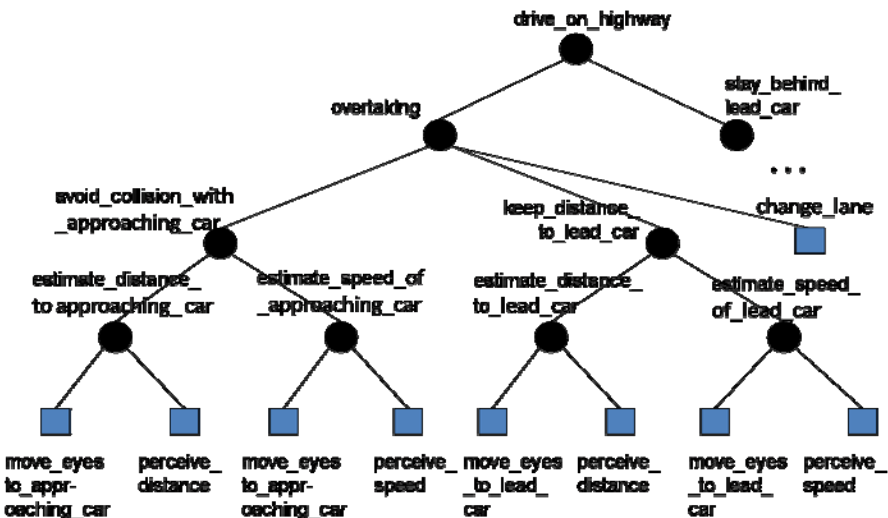 drive_on_highway
stay_behind_
lead_car
overtaking
...
avoid_collision_with
_approaching_car
keep_distance_
to_lead_car
change_lane
estimate_distance_
to approaching_car
estimate_speed_of
_approaching_car
estimate_distance_
to_lead_car
estimate_speed_
of_lead_car
move_eyes
to_appr-
oaching_car
perceive_
distance
move_eyes
to_appr-
oaching_car
perceive_
speed
move_eyes
_to_lead_
car
perceive_
distance
move_eyes
_to_lead_
car
perceive_
speed